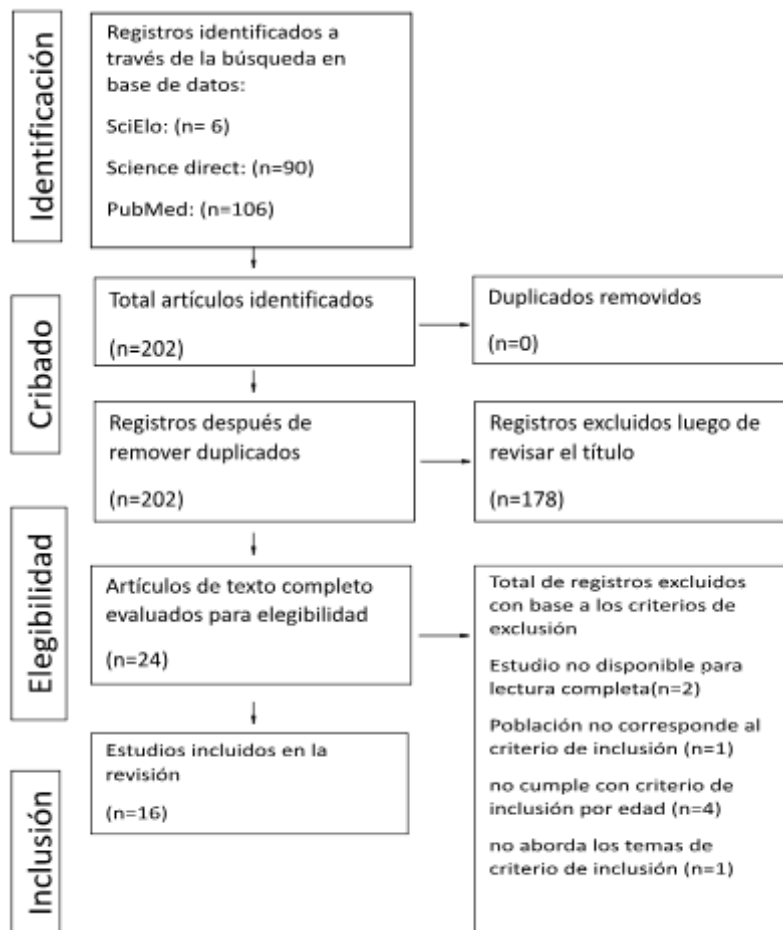 Identificación
Registros identificados a
través de la búsqueda en
base de datos:
SciElo: (n= 6)
Science direct: (n=90)
PubMed: (n=106)
Cribado
Total artículos identificados
(n=202)
Duplicados removidos
(n=0)
Registros después de
remover duplicados
(n=202)
Registros excluidos luego de
revisar el título
(n=178)
Elegibilidad
Artículos de texto completo
evaluados para elegibilidad
(n=24)
Total de registros excluidos
con base a los criterios de
exclusión
Estudio no disponible para
lectura completa(n=2)
Población no corresponde al
criterio de inclusión (n=1)
no cumple con criterio de
inclusión por edad (n=4)
no aborda los temas de
criterio de inclusión (n=1)
Inclusión
Estudios incluidos en la
revisión
(n=16)